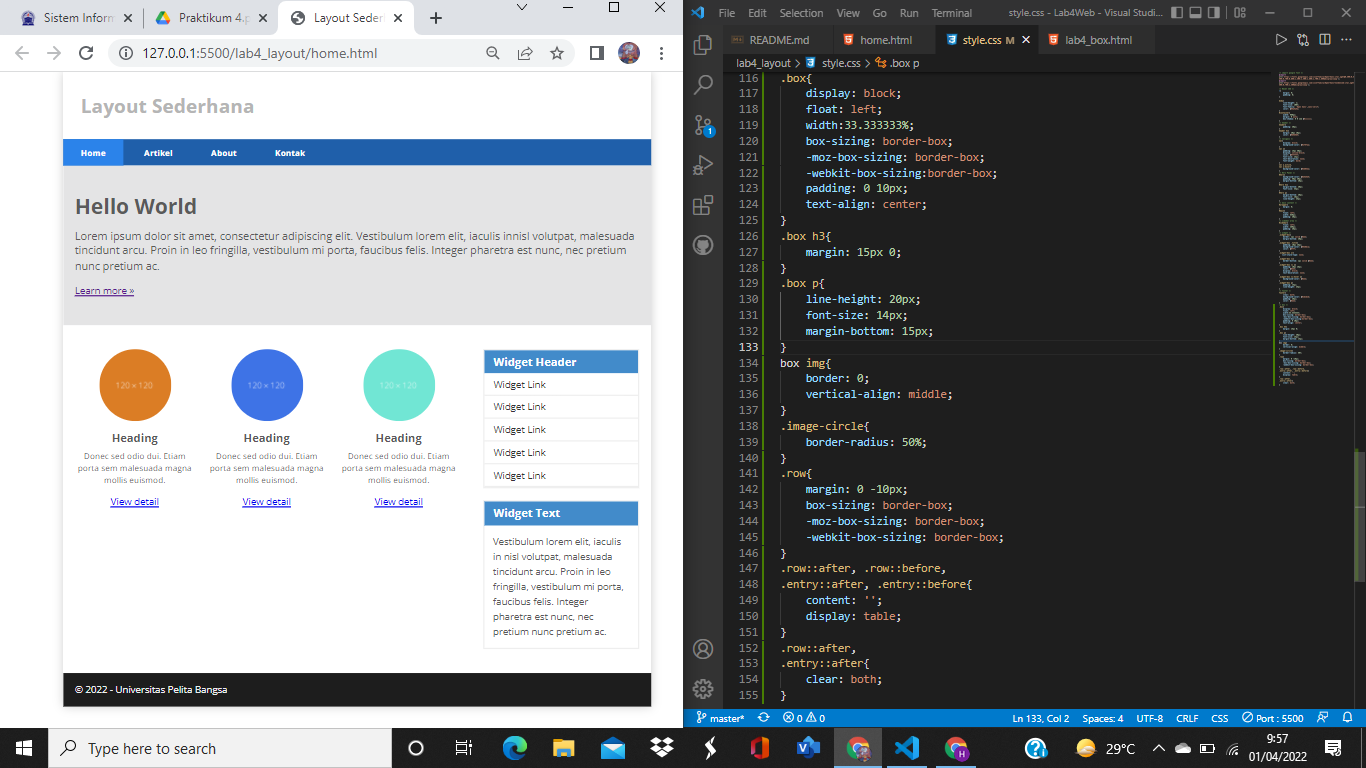 Sistem Inform
Praktikum 4.p
Layout Seder
127.0.0.1:5500/lab4_layout/home.html
Layout Sederhana
Home Artikel About Kontak
Hello World
Lorem ipsum dolor sit amet, consectetur adipiscing elit. Vestibulum lorem elit, iaculis innisl volutpat, malesuada
tincidunt arcu. Proin in leo fringilla, vestibulum mi porta, faucibus felis. Integer pharetra est nunc, nec pretium
nunc pretium ac.
Learn more »
120 × 120
Heading
Donec sed odio dui. Etiam
porta sem malesuada magna
mollis euismod.
View detail
120 × 120
Heading
Donec sed odio dui. Etiam
porta sem malesuada magna
mollis euismod.
View detail
120 × 120
Heading
Donec sed odio dui. Etiam
porta sem malesuada magna
mollis euismod.
View detail
Widget Header
Widget Link
Widget Link
Widget Link
Widget Link
Widget Link
Widget Text
Vestibulum lorem elit, iaculis
in nisl volutpat, malesuada
tincidunt arcu. Proin in leo
fringilla, vestibulum mi porta,
faucibus felis. Integer
pharetra est nunc, nec
pretium nunc pretium ac.
© 2022 - Universitas Pelita Bangsa
File Edit Selection View Go Run Terminal style.css - Lab4Web - Visual Studi...
README.md home.html style.css M lab4_box.html
lab4_layout > style.css > .box p
1
116 .box{
117 display: block;
118 float: left;
119 width:33.333333%;
120 box-sizing: border-box;
121 -moz-box-sizing: border-box;
122 -webkit-box-sizing:border-box;
123 padding: 0 10px;
124 text-align: center;
125 }
126 .box h3{
127 margin: 15px 0;
128 }
129 .box p{
130 line-height: 20px;
131 font-size: 14px;
132 margin-bottom: 15px;
133 }
134 box img{
135 border: 0;
136 vertical-align: middle;
137 }
138 .image-circle{
139 border-radius: 50%;
140 }
141 .row{
142 margin: 0 -10px;
143 box-sizing: border-box;
144 -moz-box-sizing: border-box;
145 -webkit-box-sizing: border-box;
146 }
147 .row::after, .row::before,
148 .entry::after, .entry::before{
149 content: '';
150 display: table;
151 }
152 .row::after,
153 .entry::after{
154 clear: both;
155 }
master* 0 0 Ln 133, Col 2 Spaces: 4 UTF-8 CRLF CSS Port : 5500
Type here to search
29°C
9:57
01/04/2022